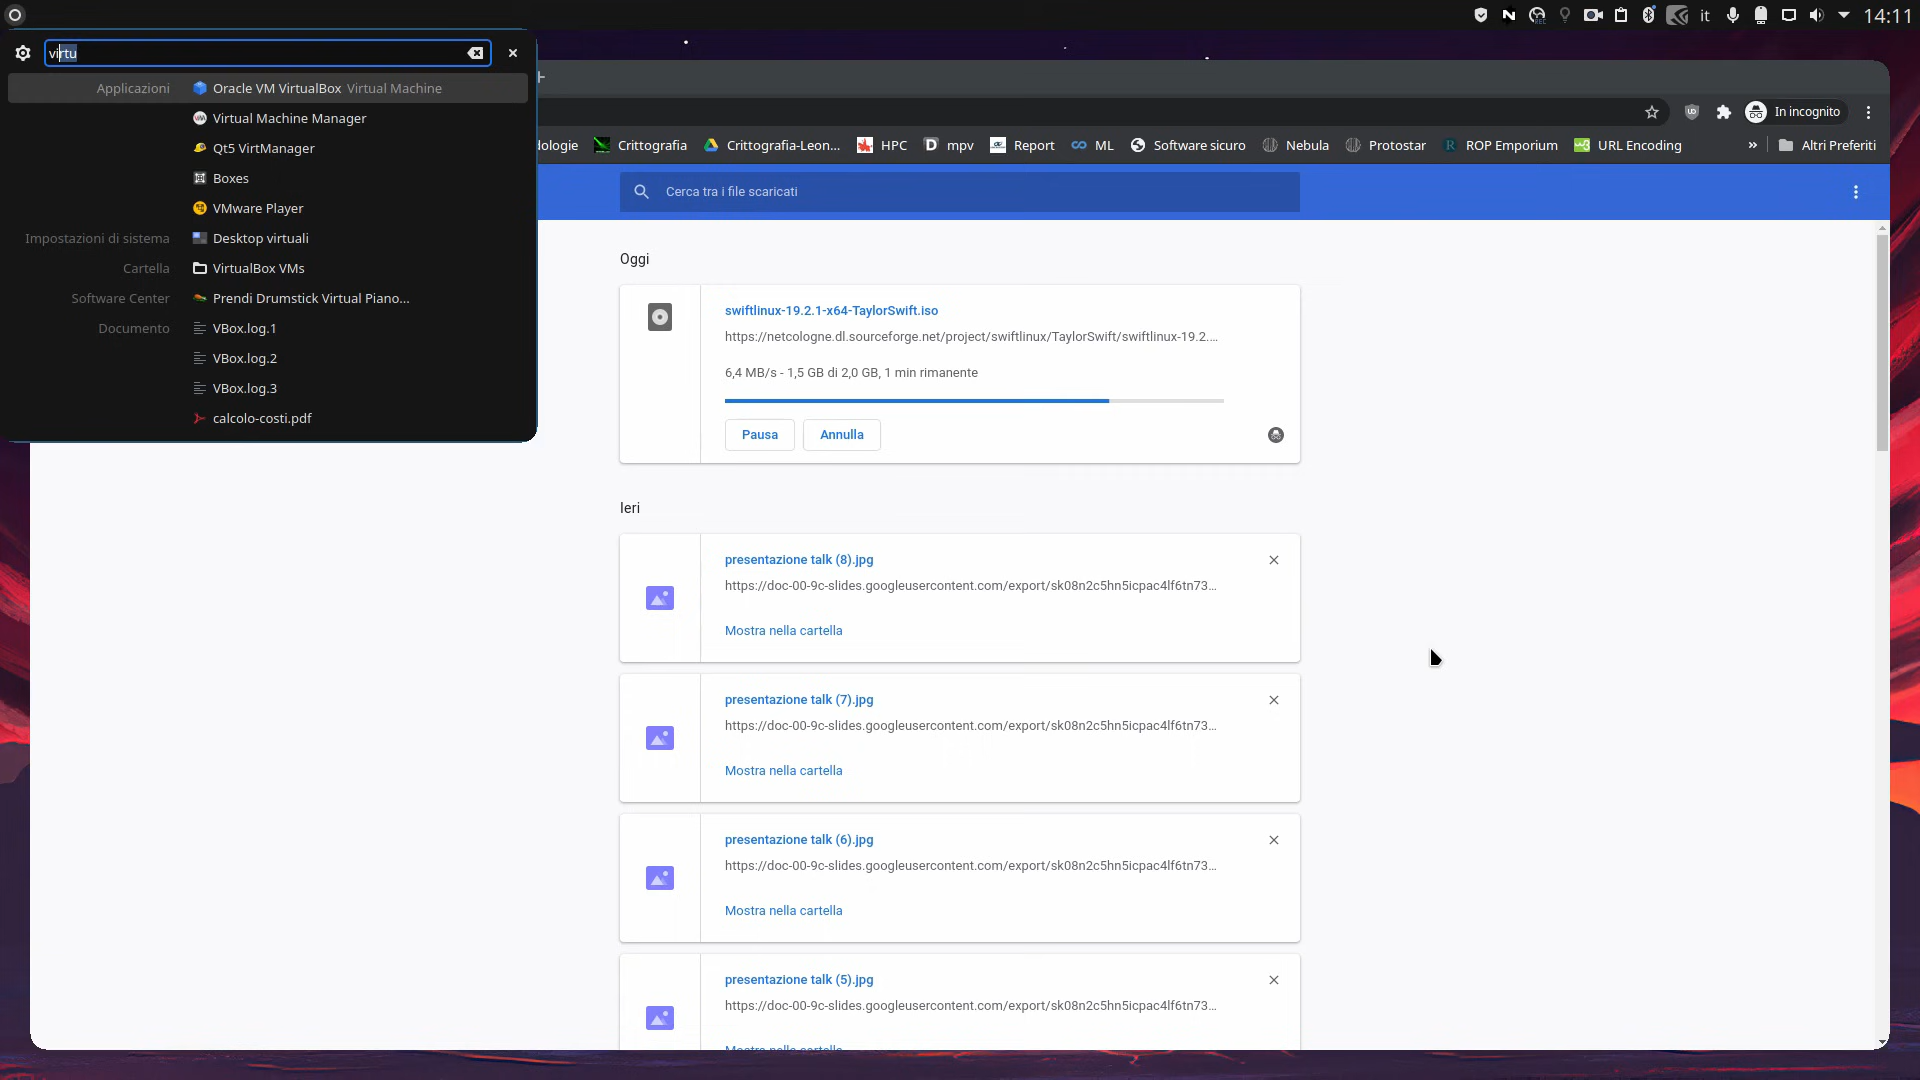 it
14:11
virtu
Applicazioni Oracle VM VirtualBox Virtual Machine
Virtual Machine Manager
Qt5 VirtManager
Boxes
VMware Player
Impostazioni di sistema Desktop virtuali
Cartella VirtualBox VMs
Software Center Prendi Drumstick Virtual Piano...
Documento VBox.log.1
VBox.log.2
VBox.log.3
calcolo-costi.pdf
In incognito
dologie Crittografia Crittografia-Leon... HPC mpv Report ML Software sicuro Nebula Protostar ROP Emporium URL Encoding » Altri Preferiti
Cerca tra i file scaricati
Oggi
swiftlinux-19.2.1-x64-TaylorSwift.iso
https://netcologne.dl.sourceforge.net/project/swiftlinux/TaylorSwift/swiftlinux-19.2....
6,4 MB/s - 1,5 GB di 2,0 GB, 1 min rimanente
Pausa Annulla
Ieri
presentazione talk (8).jpg
https://doc-00-9c-slides.googleusercontent.com/export/sk08n2c5hn5icpac4lf6tn73...
Mostra nella cartella
presentazione talk (7).jpg
https://doc-00-9c-slides.googleusercontent.com/export/sk08n2c5hn5icpac4lf6tn73...
Mostra nella cartella
presentazione talk (6).jpg
https://doc-00-9c-slides.googleusercontent.com/export/sk08n2c5hn5icpac4lf6tn73...
Mostra nella cartella
presentazione talk (5).jpg
https://doc-00-9c-slides.googleusercontent.com/export/sk08n2c5hn5icpac4lf6tn73...
Mostra nella cartella